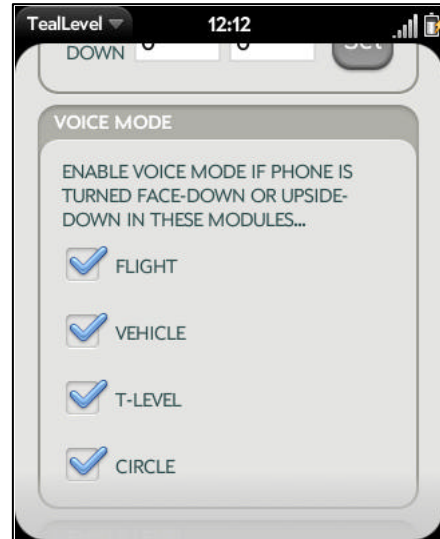 TealLevel 12:12
DOWN
VOICE MODE
ENABLE VOICE MODE IF PHONE IS
TURNED FACE-DOWN OR UPSIDE-
DOWN IN THESE MODULES...
FLIGHT
VEHICLE
T-LEVEL
CIRCLE